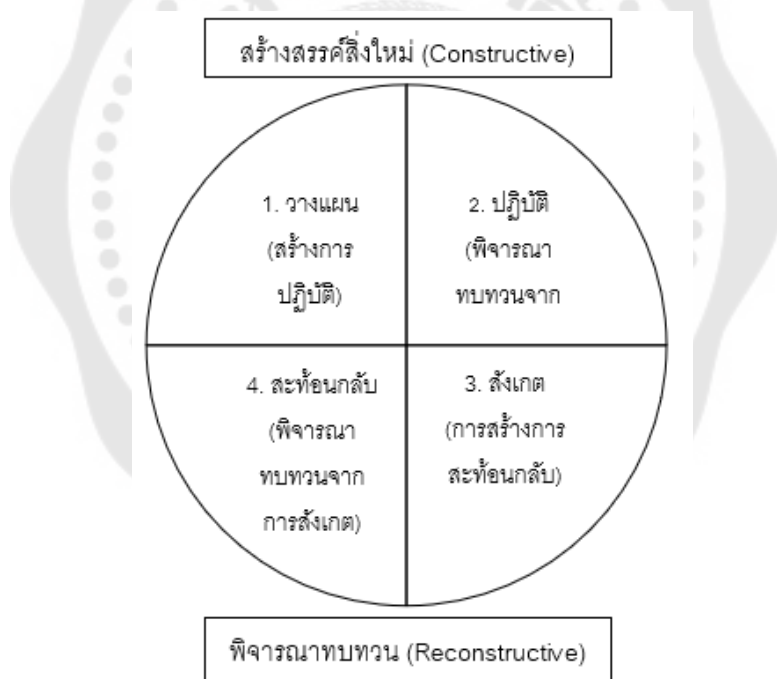 สร้างสรรค์สิ่งใหม่ (Constructive)
1. วางแผน
(สร้างการ
ปฏิบัติ)
2. ปฏิบัติ
(พิจารณา
ทบทวนจาก
4. สะท้อนกลับ
(พิจารณา
ทบทวนจาก
การสังเกต)
3. สังเกต
(การสร้างการ
สะท้อนกลับ)
พิจารณาทบทวน (Reconstructive)